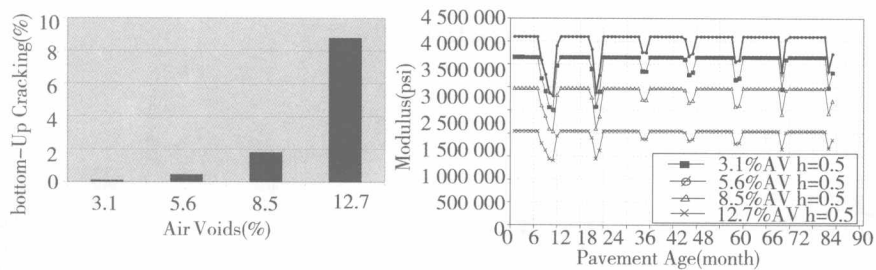 bottom-Up Cracking(%)
10
8
6
4
2
0
3.1 5.6 8.5 12.7
Air Voids(%)
Modulus(psi)
4 500 000
4 000 000
3 500 000
3 000 000
2 500 000
2 000 000
1 500 000
1 000 000
500 000
0
0 6 12 18 24 36 42 48 60 66 72 84 90
Pavement Age(month)
3.1%AV h=0.5
5.6%AV h=0.5
8.5%AV h=0.5
12.7%AV h=0.5